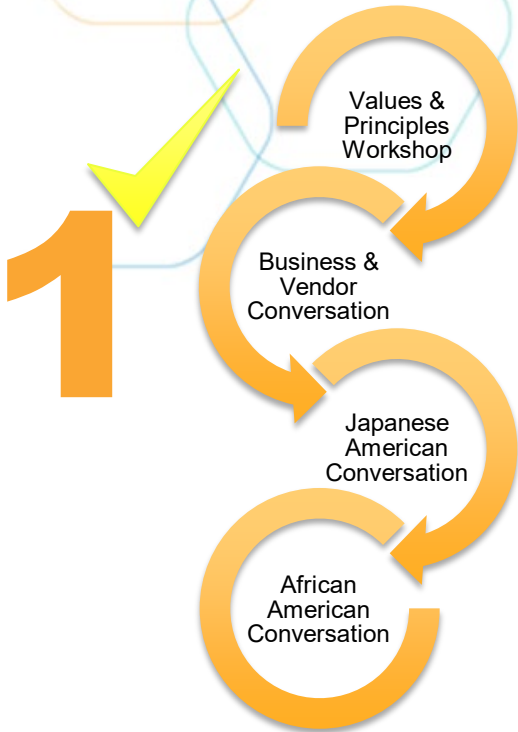 1
Values &
Principles
Workshop
Business &
Vendor
Conversation
Japanese
American
Conversation
African
American
Conversation